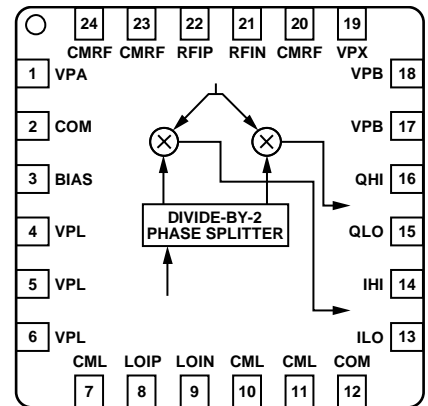 24 23 22 21 20 19
CMRF CMRF RFIP RFIN CMRF VPX
1 VPA
VPB 18
2 COM
VPB 17
3 BIAS
QHI 16
DIVIDE-BY-2
PHASE SPLITTER
4 VPL
QLO 15
5 VPL
IHI 14
6 VPL
ILO 13
CML LOIP LOIN CML CML COM
7 8 9 10 11 12